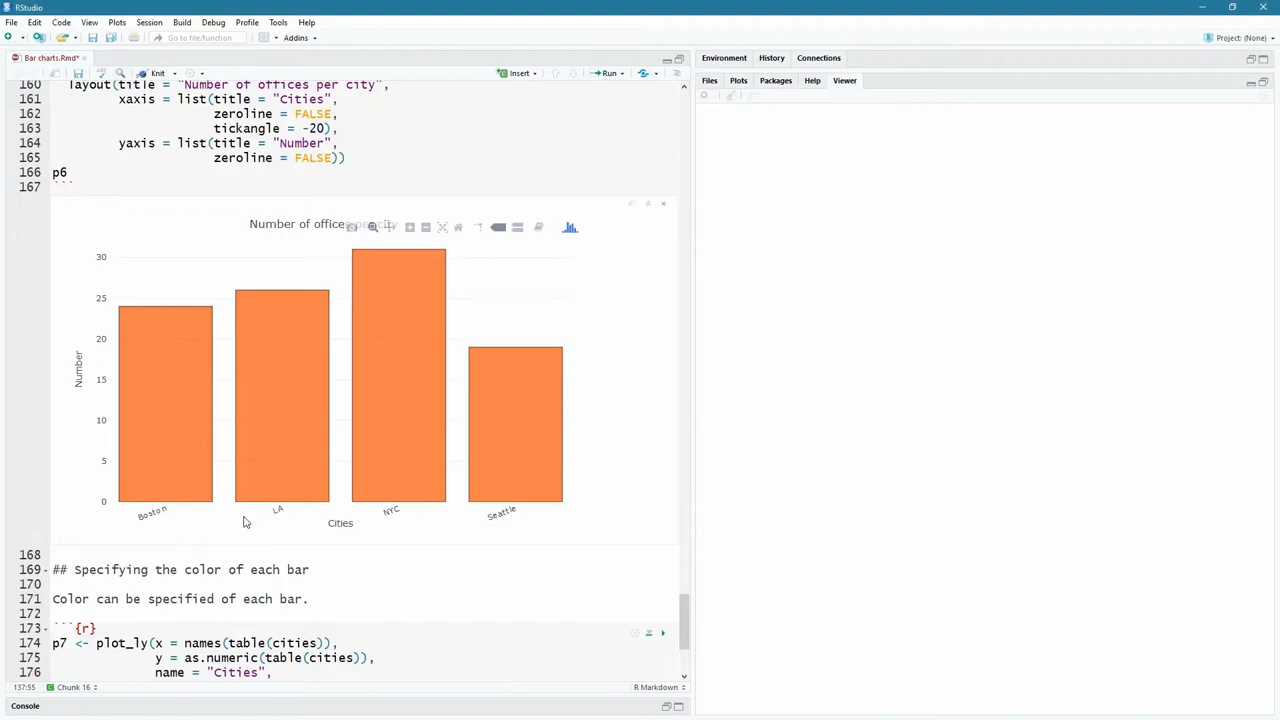 RStudio
File Edit Code View Plots Session Build Debug Profile Tools Help
Go to file/function Addins Project: (None)
Bar charts.Rmd*
Environment History Connections
Knit Insert Run
Files Plots Packages Help Viewer
160 layout(title = "Number of offices per city",
161 xaxis = list(title = "Cities",
162 zeroline = FALSE,
163 tickangle = -20),
164 yaxis = list(title = "Number",
165 zeroline = FALSE))
166 p6
167 ```
Number of offices per city
30
25
20
15
10
5
0
Number
Boston LA NYC Seattle
Cities
168
169 ## Specifying the color of each bar
170
171 Color can be specified of each bar.
172
173 ```{r}
174 p7 <- plot_ly(x = names(table(cities)),
175 y = as.numeric(table(cities)),
176 name = "Cities",
137:55 Chunk 16 R Markdown
Console